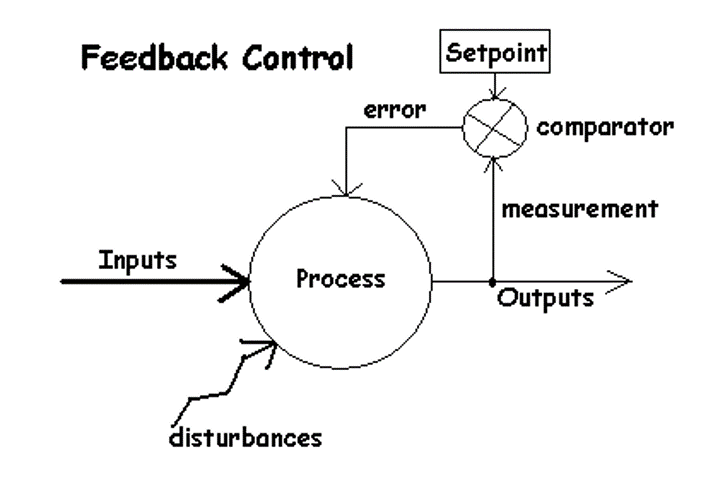 Feedback Control
Setpoint
error
comparator
measurement
Inputs
Process
Outputs
disturbances